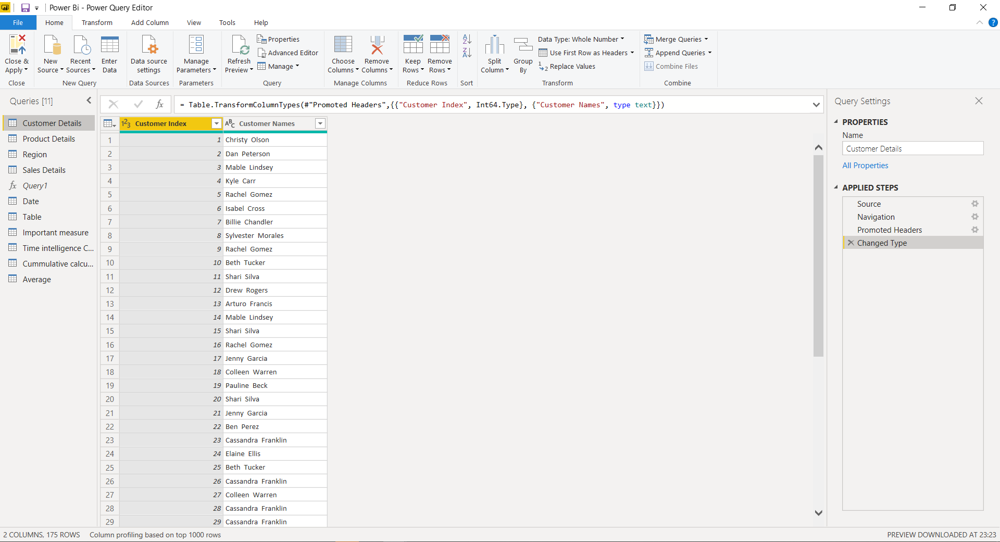 Power Bi - Power Query Editor
File Home Transform Add Column View Tools Help
Close & Apply
Close
New Source
Recent Sources
Enter Data
New Query
Data source settings
Data Sources
Manage Parameters
Parameters
Refresh Preview
Properties
Advanced Editor
Manage
Query
Choose Columns
Remove Columns
Manage Columns
Keep Rows
Remove Rows
Reduce Rows
Sort
Split Column
Group By
Data Type: Whole Number
Use First Row as Headers
Replace Values
Transform
Merge Queries
Append Queries
Combine Files
Combine
Queries [11]
Customer Details
Product Details
Region
Sales Details
fx Query1
Date
Table
Important measure
Time intelligence C...
Cummulative calcu...
Average
fx = Table.TransformColumnTypes(#"Promoted Headers",{{"Customer Index", Int64.Type}, {"Customer Names", type text}})
123 Customer Index ABC Customer Names
1 1 Christy Olson
2 2 Dan Peterson
3 3 Mable Lindsey
4 4 Kyle Carr
5 5 Rachel Gomez
6 6 Isabel Cross
7 7 Billie Chandler
8 8 Sylvester Morales
9 9 Rachel Gomez
10 10 Beth Tucker
11 11 Shari Silva
12 12 Drew Rogers
13 13 Arturo Francis
14 14 Mable Lindsey
15 15 Shari Silva
16 16 Rachel Gomez
17 17 Jenny Garcia
18 18 Colleen Warren
19 19 Pauline Beck
20 20 Shari Silva
21 21 Jenny Garcia
22 22 Ben Perez
23 23 Cassandra Franklin
24 24 Elaine Ellis
25 25 Beth Tucker
26 26 Cassandra Franklin
27 27 Colleen Warren
28 28 Cassandra Franklin
29 29 Cassandra Franklin
Query Settings
PROPERTIES
Name
Customer Details
All Properties
APPLIED STEPS
Source
Navigation
Promoted Headers
Changed Type
2 COLUMNS, 175 ROWS Column profiling based on top 1000 rows
PREVIEW DOWNLOADED AT 23:23